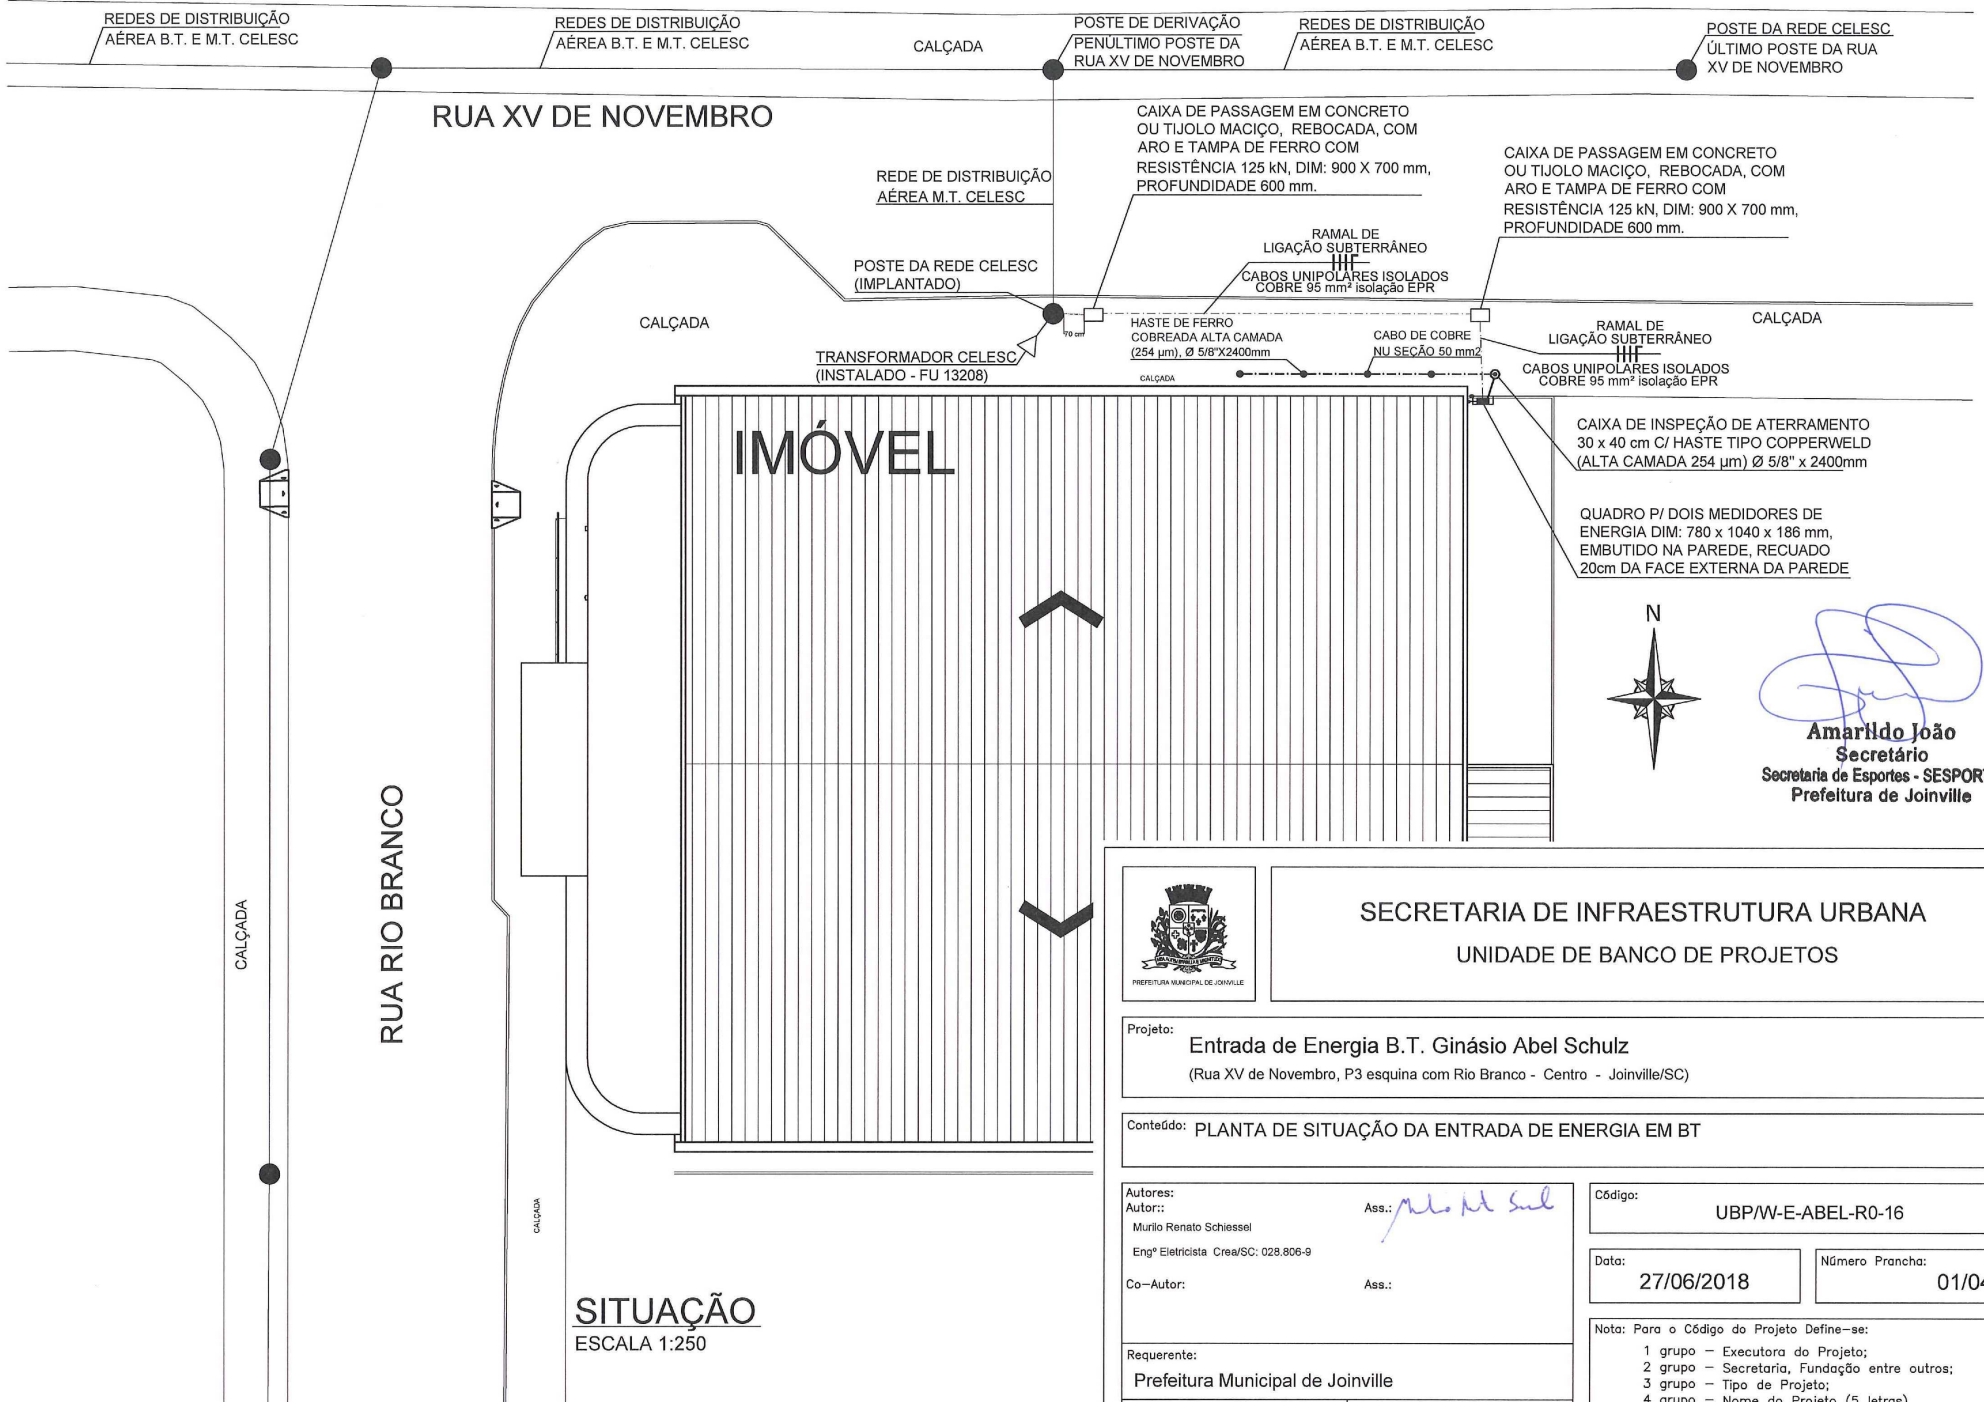 REDES DE DISTRIBUIÇÃO
AÉREA B.T. E M.T. CELESC
REDES DE DISTRIBUIÇÃO
AÉREA B.T. E M.T. CELESC
CALÇADA
POSTE DE DERIVAÇÃO
PENÚLTIMO POSTE DA
RUA XV DE NOVEMBRO
REDES DE DISTRIBUIÇÃO
AÉREA B.T. E M.T. CELESC
POSTE DA REDE CELESC
ÚLTIMO POSTE DA RUA
XV DE NOVEMBRO
RUA XV DE NOVEMBRO
CAIXA DE PASSAGEM EM CONCRETO
OU TIJOLO MACIÇO, REBOCADA, COM
ARO E TAMPA DE FERRO COM
RESISTÊNCIA 125 kN, DIM: 900 X 700 mm,
PROFUNDIDADE 600 mm.
CAIXA DE PASSAGEM EM CONCRETO
OU TIJOLO MACIÇO, REBOCADA, COM
ARO E TAMPA DE FERRO COM
RESISTÊNCIA 125 kN, DIM: 900 X 700 mm,
PROFUNDIDADE 600 mm.
REDE DE DISTRIBUIÇÃO
AÉREA M.T. CELESC
RAMAL DE
LIGAÇÃO SUBTERRÂNEO
CABOS UNIPOLARES ISOLADOS
COBRE 95 mm² isolação EPR
POSTE DA REDE CELESC
(IMPLANTADO)
CALÇADA
70 cm
HASTE DE FERRO
COBREADA ALTA CAMADA
(254 µm), Ø 5/8"X2400mm
CABO DE COBRE
NU SEÇÃO 50 mm2
RAMAL DE
LIGAÇÃO SUBTERRÂNEO
CABOS UNIPOLARES ISOLADOS
COBRE 95 mm² isolação EPR
CALÇADA
TRANSFORMADOR CELESC
(INSTALADO - FU 13208)
CALÇADA
IMÓVEL
CAIXA DE INSPEÇÃO DE ATERRAMENTO
30 x 40 cm C/ HASTE TIPO COPPERWELD
(ALTA CAMADA 254 µm) Ø 5/8" x 2400mm
QUADRO P/ DOIS MEDIDORES DE
ENERGIA DIM: 780 x 1040 x 186 mm,
EMBUTIDO NA PAREDE, RECUADO
20cm DA FACE EXTERNA DA PAREDE
N
Amarildo João
Secretário
Secretaria de Esportes - SESPOR
Prefeitura de Joinville
RUA RIO BRANCO
CALÇADA
CALÇADA
PREFEITURA MUNICIPAL DE JOINVILLE
SECRETARIA DE INFRAESTRUTURA URBANA
UNIDADE DE BANCO DE PROJETOS
Projeto:
Entrada de Energia B.T. Ginásio Abel Schulz
(Rua XV de Novembro, P3 esquina com Rio Branco - Centro - Joinville/SC)
Conteúdo: PLANTA DE SITUAÇÃO DA ENTRADA DE ENERGIA EM BT
Autores:
Autor::
Ass.:
Murilo Renato Schiessel
Engº Eletricista Crea/SC: 028.806-9
Co-Autor:
Ass.:
Código:
UBP/W-E-ABEL-R0-16
Data:
27/06/2018
Número Prancha:
01/04
Nota: Para o Código do Projeto Define-se:
1 grupo - Executora do Projeto;
2 grupo - Secretaria, Fundação entre outros;
3 grupo - Tipo de Projeto;
4 grupo - Nome do Projeto (5 letras)
Requerente:
Prefeitura Municipal de Joinville
SITUAÇÃO
ESCALA 1:250